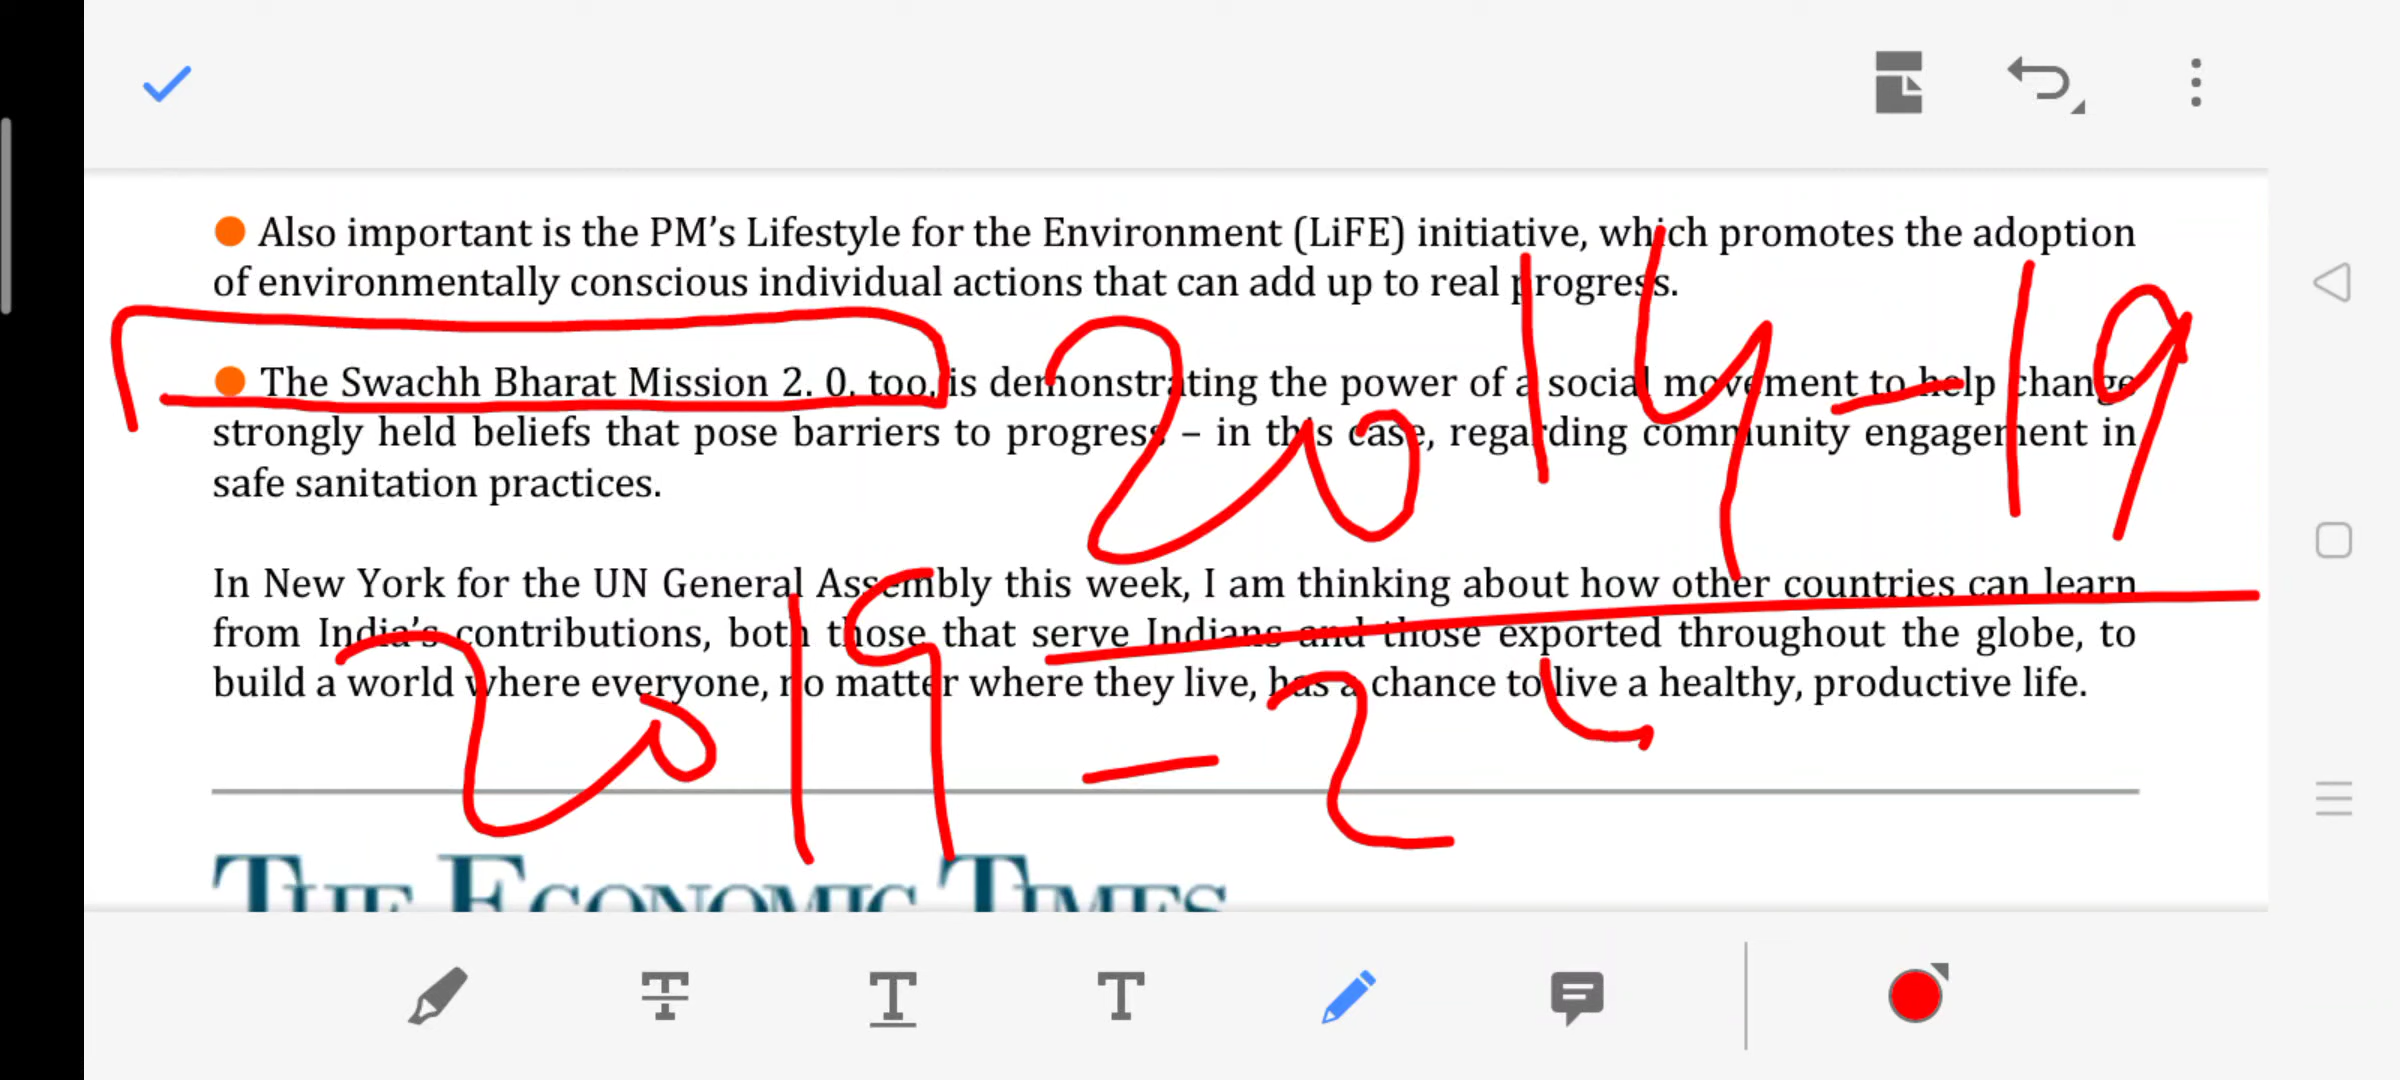 ● Also important is the PM’s Lifestyle for the Environment (LiFE) initiative, which promotes the adoption
of environmentally conscious individual actions that can add up to real progress.
● The Swachh Bharat Mission 2. 0, too, is demonstrating the power of a social movement to help change
strongly held beliefs that pose barriers to progress – in this case, regarding community engagement in
safe sanitation practices.
2014-19
In New York for the UN General Assembly this week, I am thinking about how other countries can learn
from India’s contributions, both those that serve Indians and those exported throughout the globe, to
build a world where everyone, no matter where they live, has a chance to live a healthy, productive life.
2019-2
THE ECONOMIC TIMES